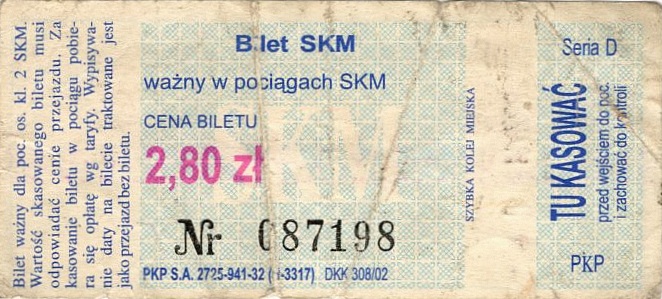 Bilet ważny dla poc. os. kl. 2 SKM.
Wartość skasowanego biletu musi
odpowiadać cenie przejazdu. Za
kasowanie biletu w pociągu pobie-
ra się opłatę wg taryfy. Wypisywa-
nie daty na bilecie traktowane jest
jako przejazd bez biletu.
Bilet SKM
ważny w pociągach SKM
CENA BILETU
2,80 zł
SKM
Nr 087198
PKP S.A. 2725-941-32 ( -3317) DKK 308/02
SZYBKA KOLEJ MIEJSKA
Seria D
TU KASOWAĆ
przed wejściem do poc.
i zachować do kontroli
PKP